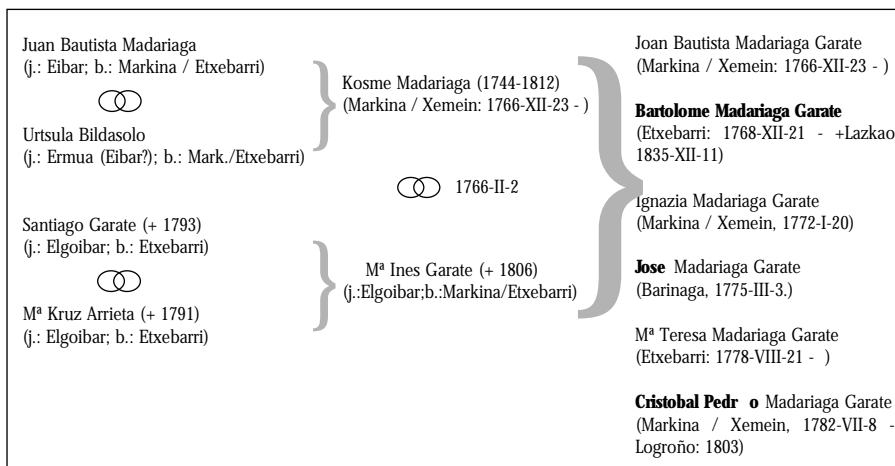 Juan Bautista Madariaga
(j.: Eibar; b.: Markina / Etxebarri)
Urtsula Bildasolo
(j.: Ermua (Eibar?); b.: Mark./Etxebarri)
Santiago Garate (+ 1793)
(j.: Elgoibar; b.: Etxebarri)
Mª Kruz Arrieta (+ 1791)
(j.: Elgoibar; b.: Etxebarri)
Kosme Madariaga (1744-1812)
(Markina / Xemein: 1766-XII-23 - )
1766-II-2
Mª Ines Garate (+ 1806)
(j.:Elgoibar;b.:Markina/Etxebarri)
Joan Bautista Madariaga Garate
(Markina / Xemein: 1766-XII-23 - )
Bartolome Madariaga Garate
(Etxebarri: 1768-XII-21 - +Lazkao
1835-XII-11)
Ignazia Madariaga Garate
(Markina / Xemein, 1772-I-20)
Jose Madariaga Garate
(Barinaga, 1775-III-3.)
Mª Teresa Madariaga Garate
(Etxebarri: 1778-VIII-21 - )
Cristobal Pedr o Madariaga Garate
(Markina / Xemein, 1782-VII-8 -
Logroño: 1803)